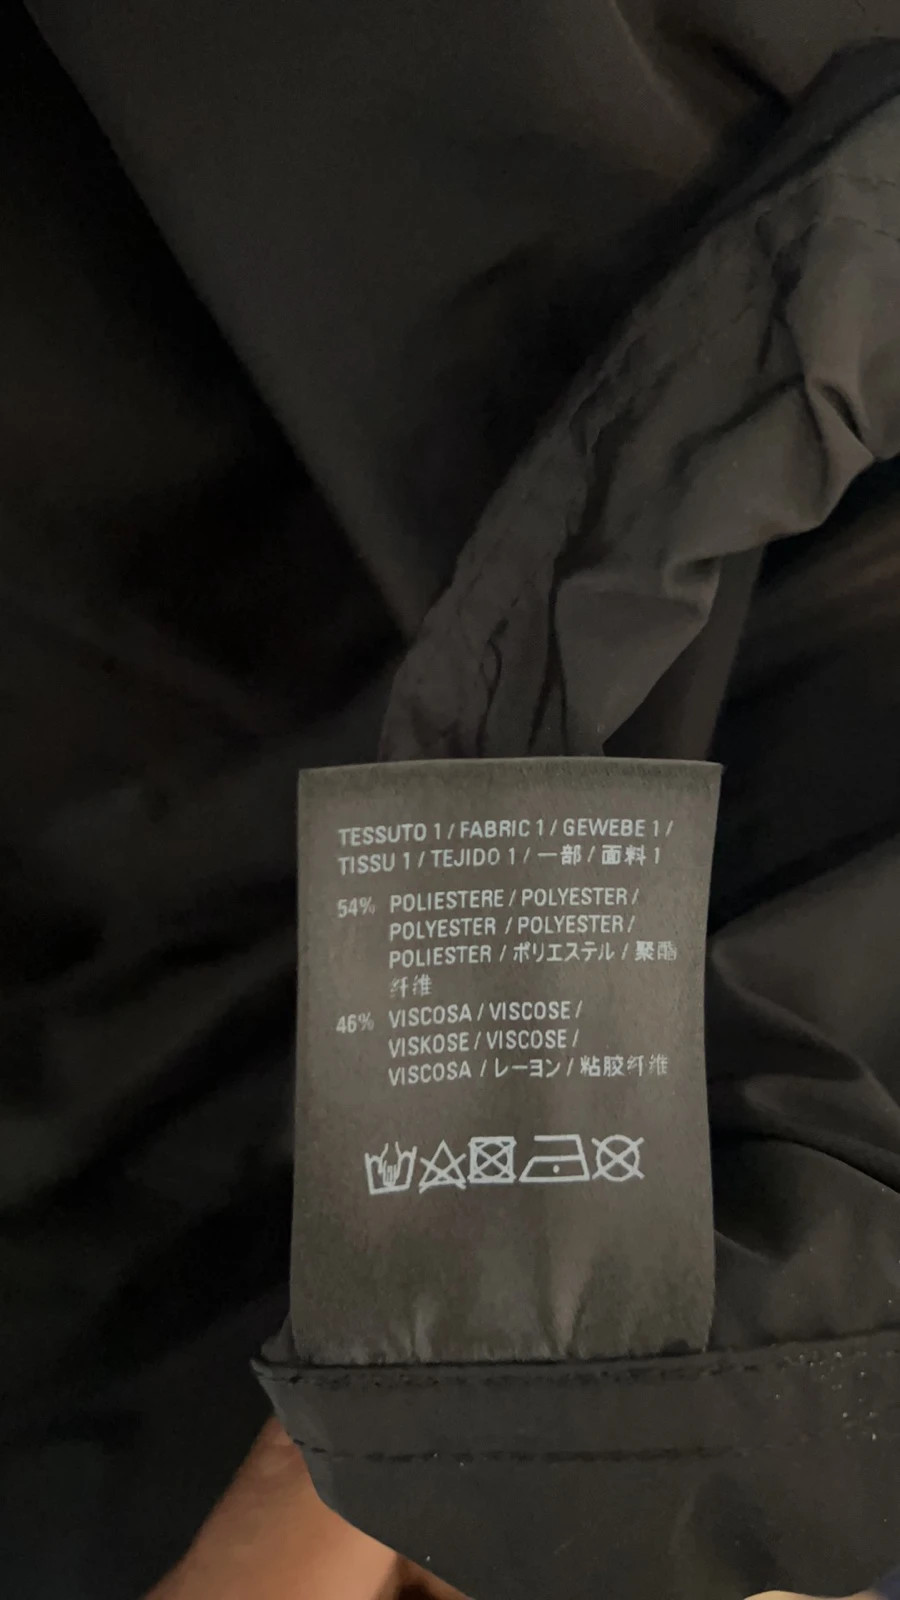 TESSUTO 1 / FABRIC 1 / GEWEBE 1 /
TISSU 1 / TEJIDO 1 / 一部 / 面料 1
54% POLIESTERE / POLYESTER /
POLYESTER / POLYESTER /
POLIESTER / ポリエステル / 聚酯
纤维
46% VISCOSA / VISCOSE /
VISKOSE / VISCOSE /
VISCOSA / レーヨン / 粘胶纤维